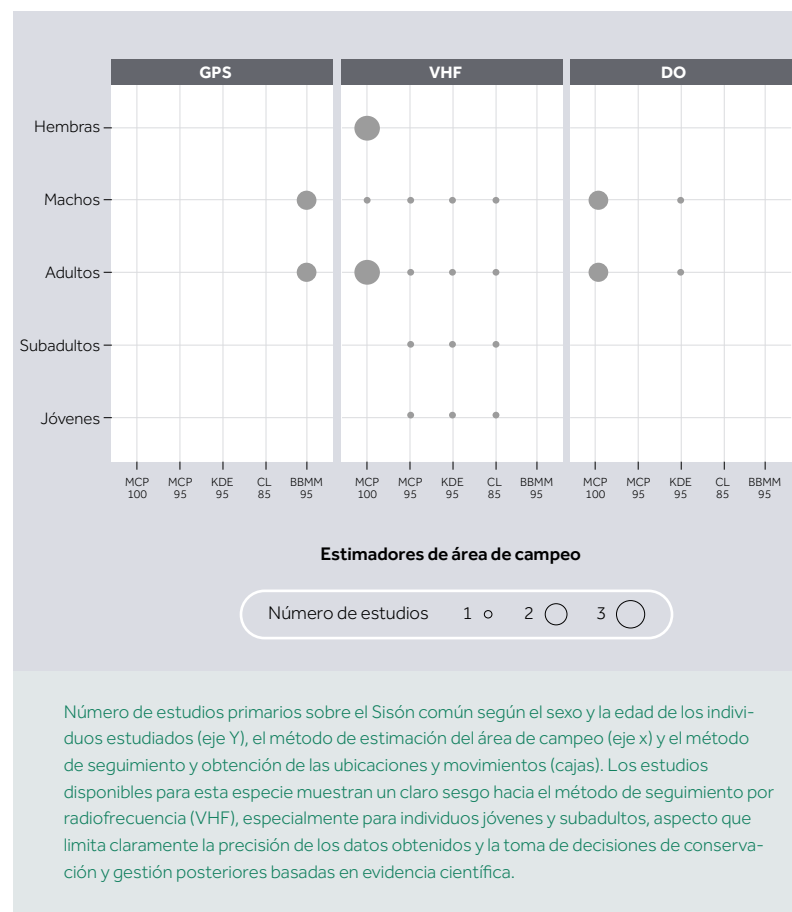 GPS VHF DO
Hembras
Machos
Adultos
Subadultos
Jóvenes
MCP MCP KDE CL BBMM MCP MCP KDE CL BBMM MCP MCP KDE CL BBMM
100 95 95 85 95 100 95 95 85 95 100 95 95 85 95
Estimadores de área de campeo
Número de estudios 1 2 3
Número de estudios primarios sobre el Sisón común según el sexo y la edad de los indivi-
duos estudiados (eje Y), el método de estimación del área de campeo (eje x) y el método
de seguimiento y obtención de las ubicaciones y movimientos (cajas). Los estudios
disponibles para esta especie muestran un claro sesgo hacia el método de seguimiento por
radiofrecuencia (VHF), especialmente para individuos jóvenes y subadultos, aspecto que
limita claramente la precisión de los datos obtenidos y la toma de decisiones de conserva-
ción y gestión posteriores basadas en evidencia científica.